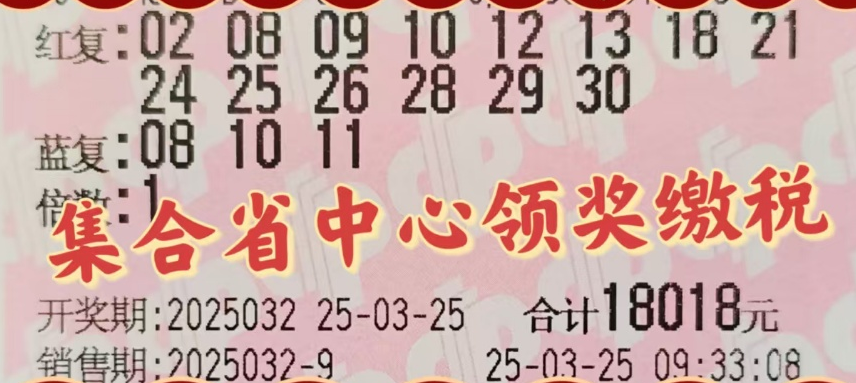 红复:02 08 09 10 12 13 18 21
24 25 26 28 29 30
蓝复:08 10 11
倍数:1
集合省中心领奖缴税
开奖期:2025032 25-03-25 合计18018元
销售期:2025032-9 25-03-25 09:33:08